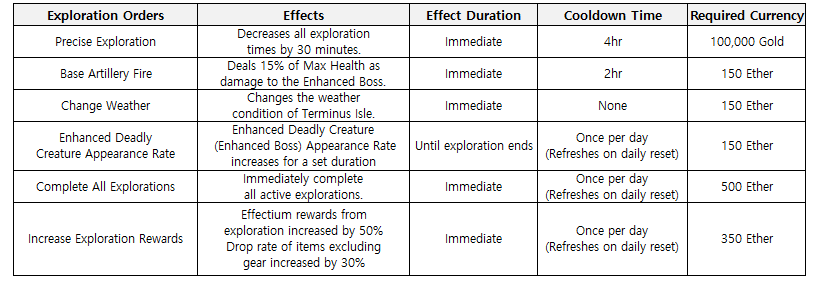 Exploration Orders
Effects
Effect Duration
Cooldown Time
Required Currency
Precise Exploration
Decreases all exploration
times by 30 minutes.
Immediate
4hr
100,000 Gold
Base Artillery Fire
Deals 15% of Max Health as
damage to the Enhanced Boss.
Immediate
2hr
150 Ether
Change Weather
Changes the weather
condition of Terminus Isle.
Immediate
None
150 Ether
Enhanced Deadly
Creature Appearance Rate
Enhanced Deadly Creature
(Enhanced Boss) Appearance Rate
increases for a set duration
Until exploration ends
Once per day
(Refreshes on daily reset)
150 Ether
Complete All Explorations
Immediately complete
all active explorations.
Immediate
Once per day
(Refreshes on daily reset)
500 Ether
Increase Exploration Rewards
Effectium rewards from
exploration increased by 50%
Drop rate of items excluding
gear increased by 30%
Immediate
Once per day
(Refreshes on daily reset)
350 Ether